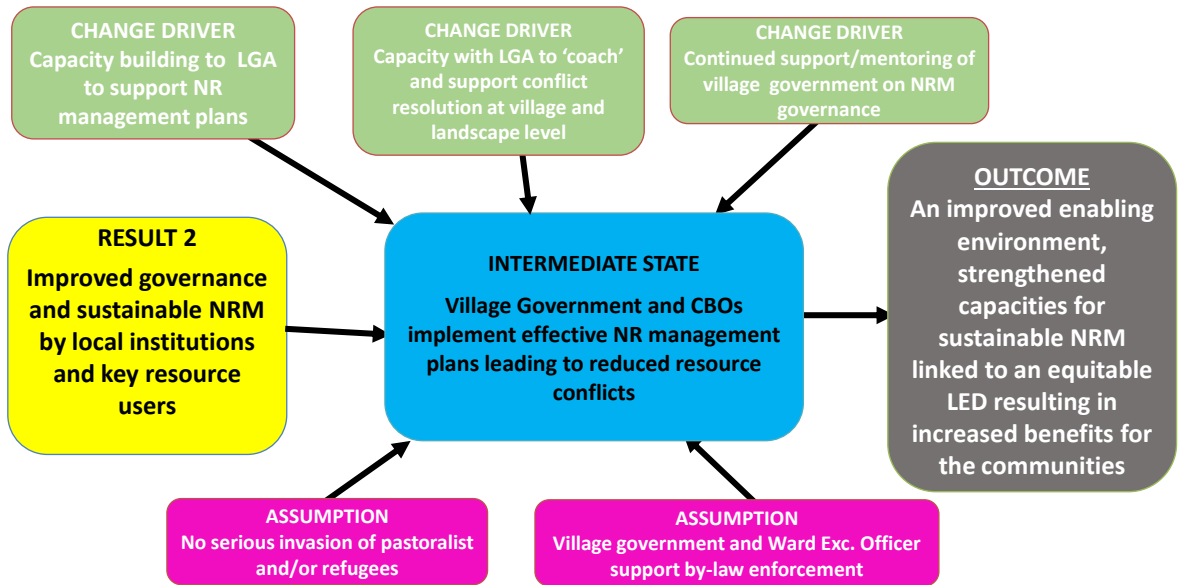 CHANGE DRIVER
Capacity building to LGA
to support NR
management plans
CHANGE DRIVER
Capacity with LGA to ‘coach’
and support conflict
resolution at village and
landscape level
CHANGE DRIVER
Continued support/mentoring of
village government on NRM
governance
RESULT 2
Improved governance
and sustainable NRM
by local institutions
and key resource
users
INTERMEDIATE STATE
Village Government and CBOs
implement effective NR management
plans leading to reduced resource
conflicts
OUTCOME
An improved enabling
environment,
strengthened
capacities for
sustainable NRM
linked to an equitable
LED resulting in
increased benefits for
the communities
ASSUMPTION
No serious invasion of pastoralist
and/or refugees
ASSUMPTION
Village government and Ward Exc. Officer
support by-law enforcement